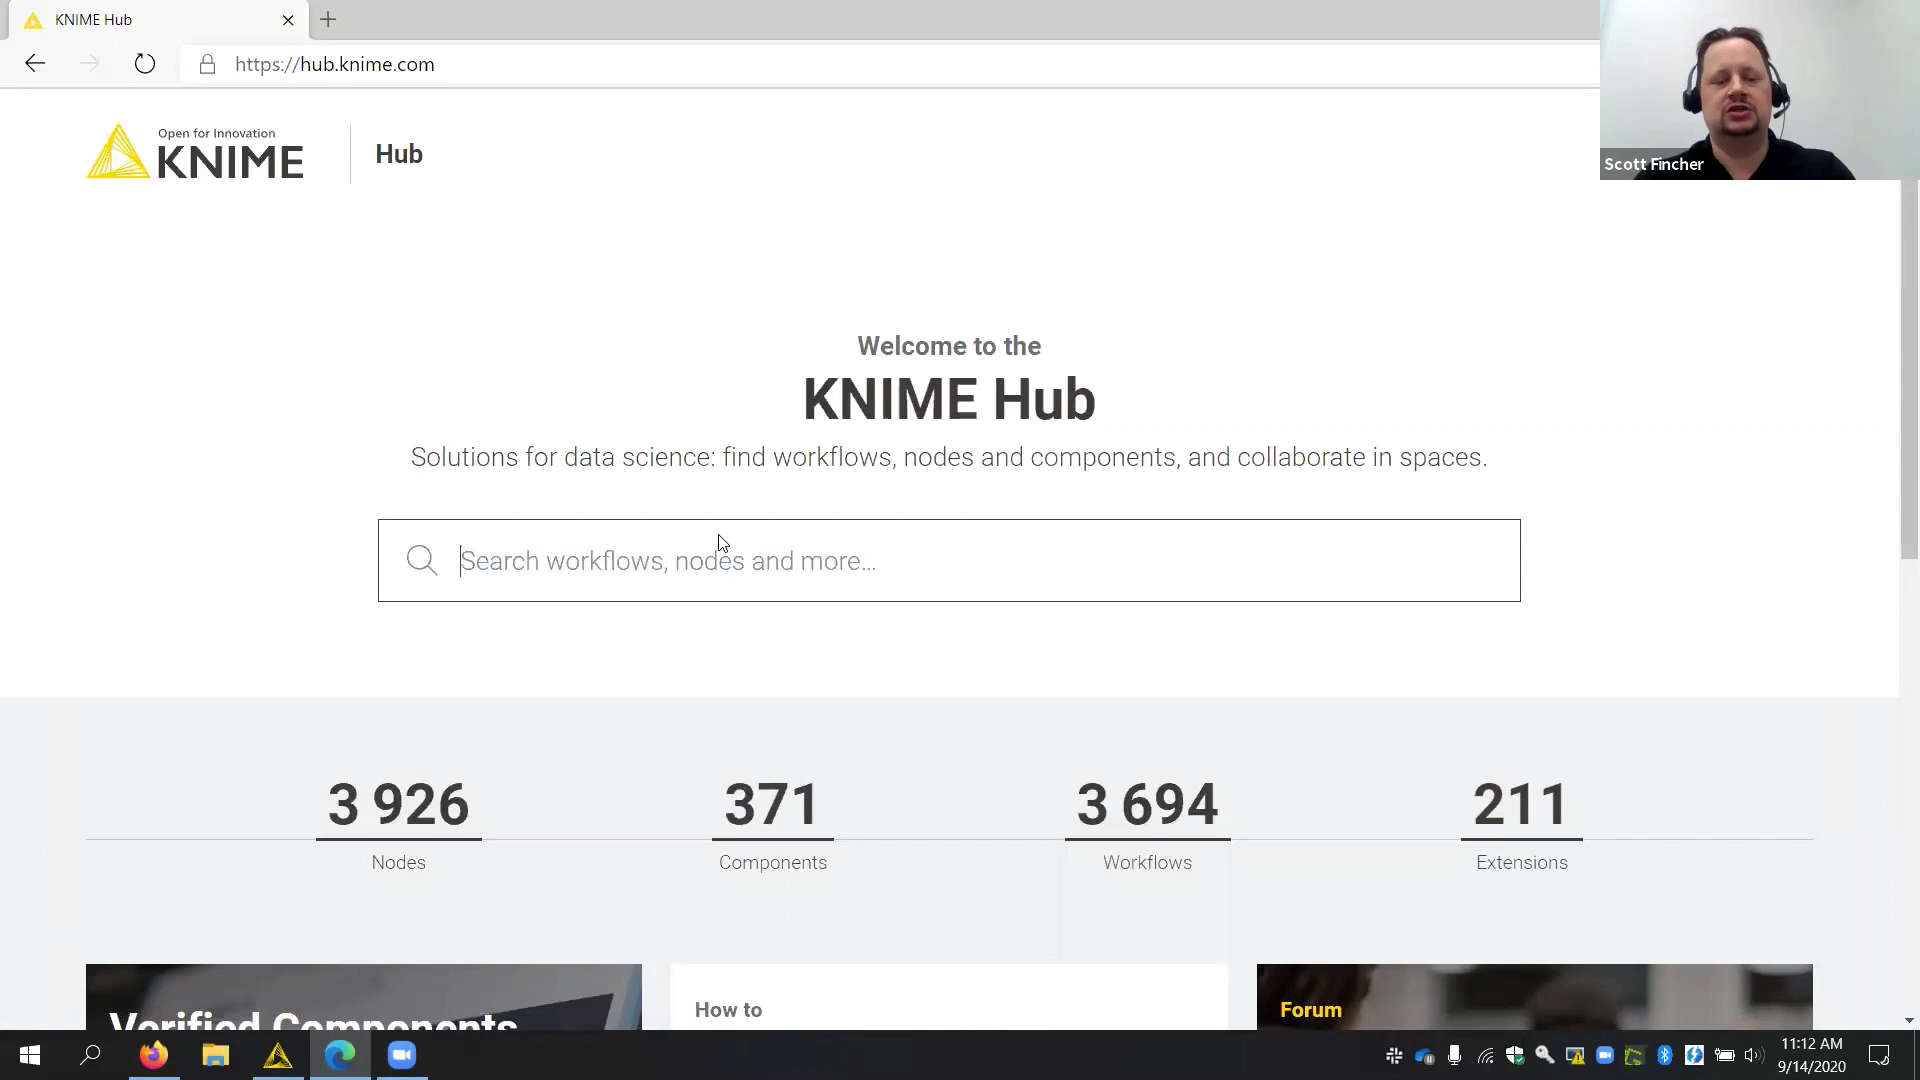 KNIME Hub
https://hub.knime.com
Open for Innovation
KNIME
Hub
Scott Fincher
Welcome to the
KNIME Hub
Solutions for data science: find workflows, nodes and components, and collaborate in spaces.
Search workflows, nodes and more...
3 926
Nodes
371
Components
3 694
Workflows
211
Extensions
Verified Components
How to
Forum
11:12 AM
9/14/2020